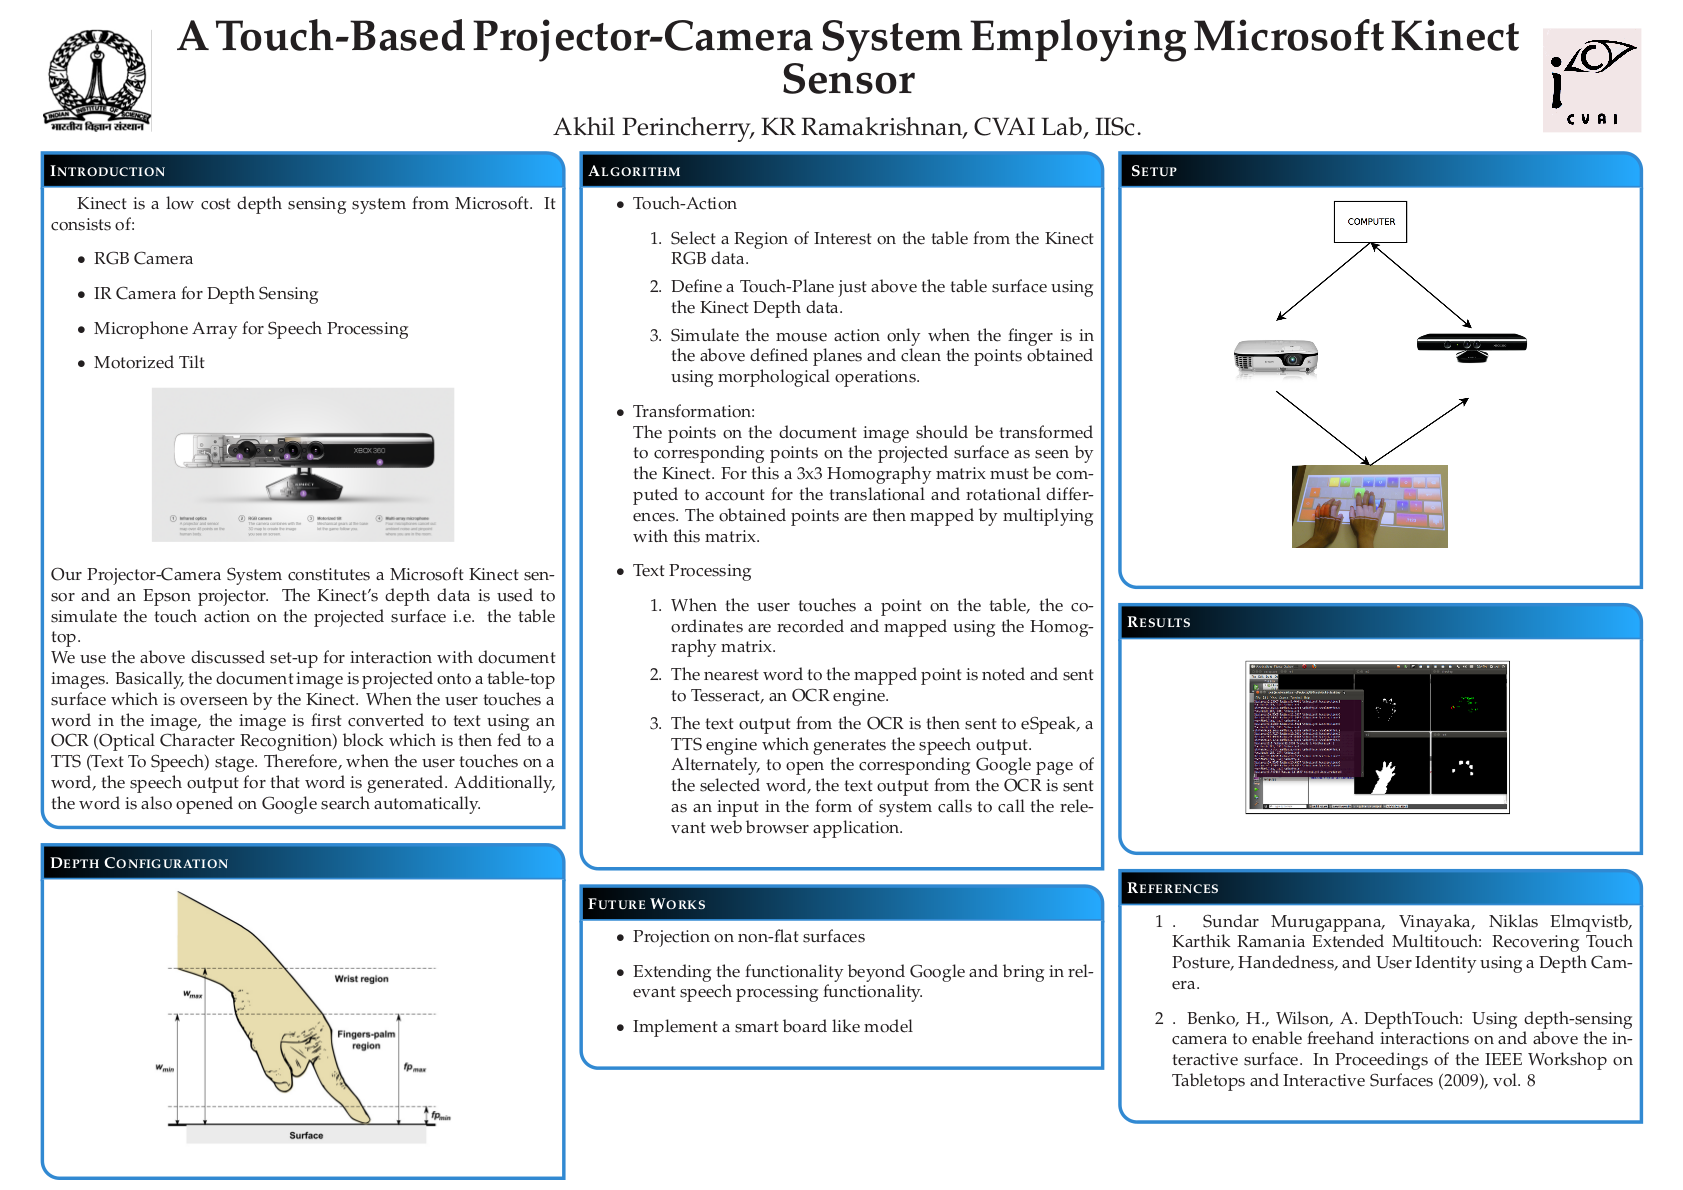 A Touch-Based Projector-Camera System Employing Microsoft Kinect
Sensor
Akhil Perincherry, KR Ramakrishnan, CVAI Lab, IISc.
INDIAN INSTITUTE OF SCIENCE
भारतीय विज्ञान संस्थान
CVAI
INTRODUCTION
Kinect is a low cost depth sensing system from Microsoft. It
consists of:
• RGB Camera
• IR Camera for Depth Sensing
• Microphone Array for Speech Processing
• Motorized Tilt
XBOX 360
KINECT
Our Projector-Camera System constitutes a Microsoft Kinect sen-
sor and an Epson projector. The Kinect's depth data is used to
simulate the touch action on the projected surface i.e. the table
top.
We use the above discussed set-up for interaction with document
images. Basically, the document image is projected onto a table-top
surface which is overseen by the Kinect. When the user touches a
word in the image, the image is first converted to text using an
OCR (Optical Character Recognition) block which is then fed to a
TTS (Text To Speech) stage. Therefore, when the user touches on a
word, the speech output for that word is generated. Additionally,
the word is also opened on Google search automatically.
DEPTH CONFIGURATION
Wrist region
wmax
Fingers-palm
region
wmin
fpmax
fpmin
Surface
ALGORITHM
• Touch-Action
1. Select a Region of Interest on the table from the Kinect
RGB data.
2. Define a Touch-Plane just above the table surface using
the Kinect Depth data.
3. Simulate the mouse action only when the finger is in
the above defined planes and clean the points obtained
using morphological operations.
• Transformation:
The points on the document image should be transformed
to corresponding points on the projected surface as seen by
the Kinect. For this a 3x3 Homography matrix must be com-
puted to account for the translational and rotational differ-
ences. The obtained points are then mapped by multiplying
with this matrix.
• Text Processing
1. When the user touches a point on the table, the co-
ordinates are recorded and mapped using the Homog-
raphy matrix.
2. The nearest word to the mapped point is noted and sent
to Tesseract, an OCR engine.
3. The text output from the OCR is then sent to eSpeak, a
TTS engine which generates the speech output.
Alternately, to open the corresponding Google page of
the selected word, the text output from the OCR is sent
as an input in the form of system calls to call the rele-
vant web browser application.
FUTURE WORKS
• Projection on non-flat surfaces
• Extending the functionality beyond Google and bring in rel-
evant speech processing functionality.
• Implement a smart board like model
SETUP
COMPUTER
RESULTS
REFERENCES
1 . Sundar Murugappana, Vinayaka, Niklas Elmqvistb,
Karthik Ramania Extended Multitouch: Recovering Touch
Posture, Handedness, and User Identity using a Depth Cam-
era.
2 . Benko, H., Wilson, A. DepthTouch: Using depth-sensing
camera to enable freehand interactions on and above the in-
teractive surface. In Proceedings of the IEEE Workshop on
Tabletops and Interactive Surfaces (2009), vol. 8